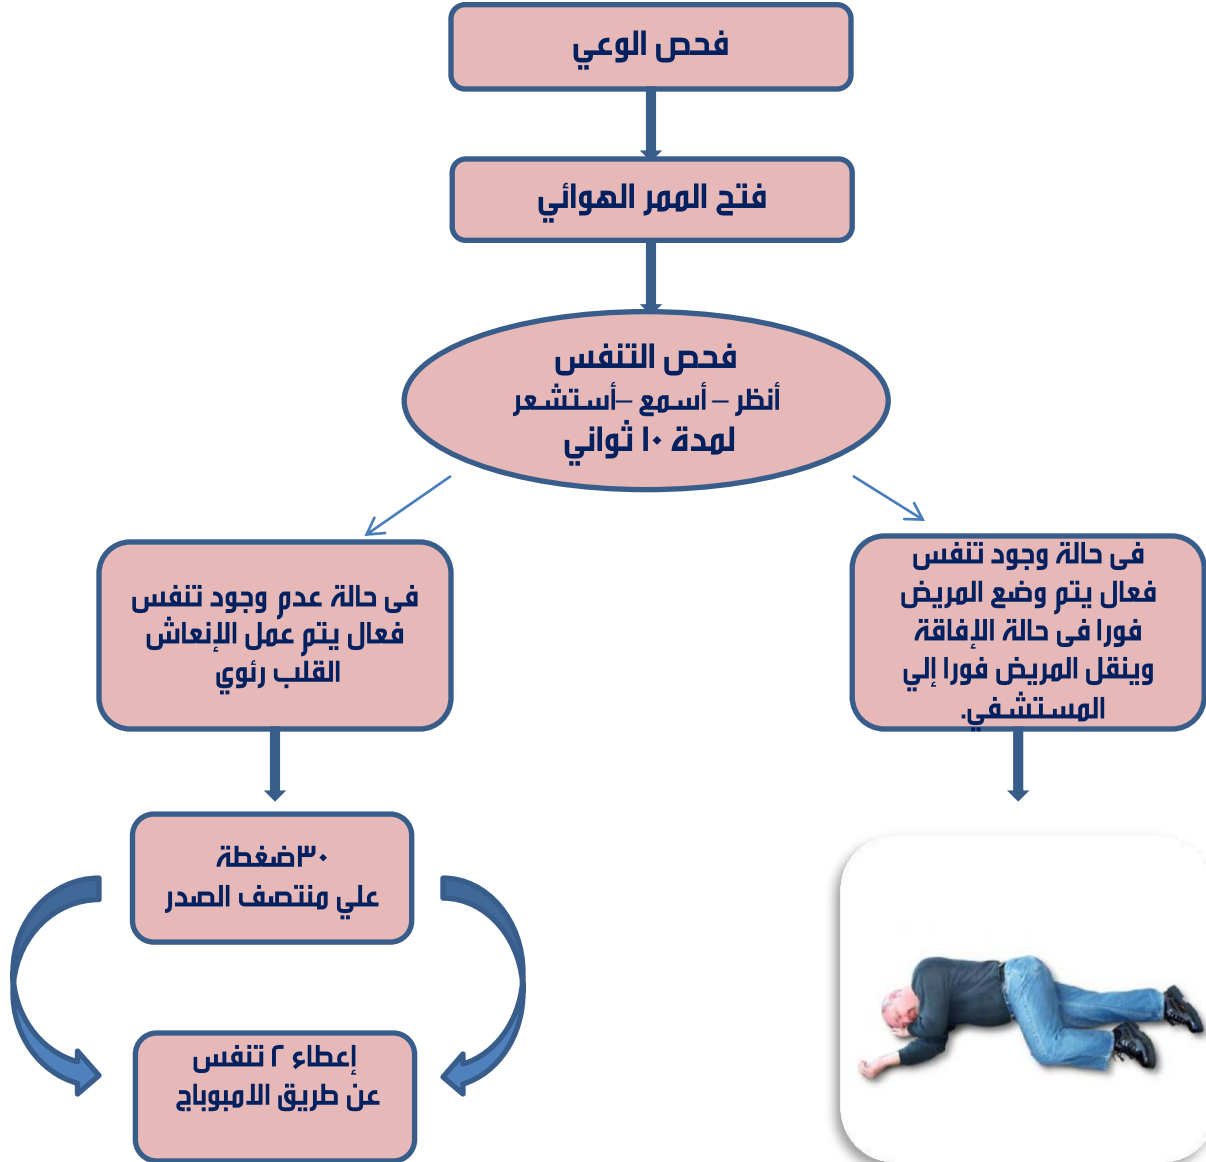 فحص الوعي
فتح الممر الهوائي
فحص التنفس
أنظر – أسمع –أستشعر
لمدة ١٠ ثواني
فى حالة وجود تنفس
فعال يتم وضع المريض
فورا فى حالة الإفاقة
وينقل المريض فورا إلي
المستشفي.
فى حالة عدم وجود تنفس
فعال يتم عمل الإنعاش
القلب رئوي
٣٠ضغطة
علي منتصف الصدر
إعطاء ٢ تنفس
عن طريق الامبوباج